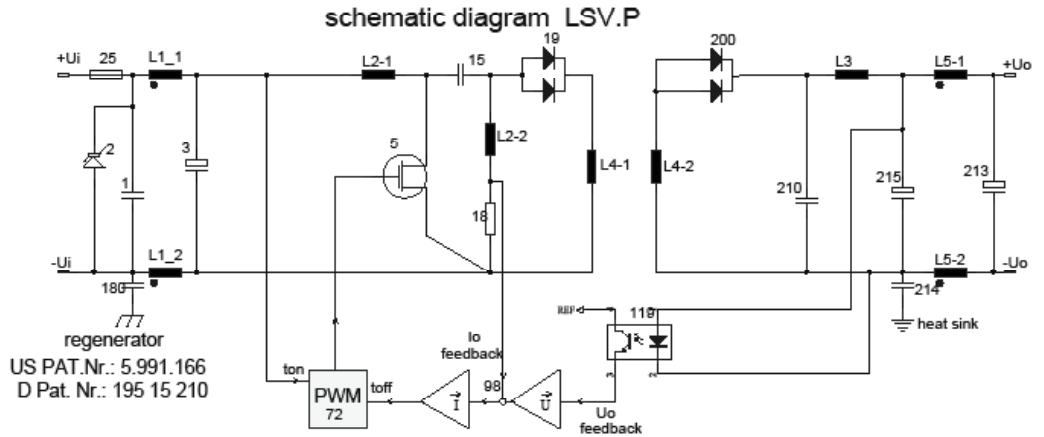 schematic diagram LSV.P
+Ui
25
L1_1
L2-1
15
19
200
L3
L5-1
+Uo
2
1
3
5
L2-2
L4-1
L4-2
210
215
213
18
-Ui
L1_2
L5-2
-Uo
180
214
heat sink
regenerator
US PAT.Nr.: 5.991.166
D Pat. Nr.: 195 15 210
REF
119
Io
feedback
3
2
ton
PWM
72
toff
I
98
U
Uo
feedback